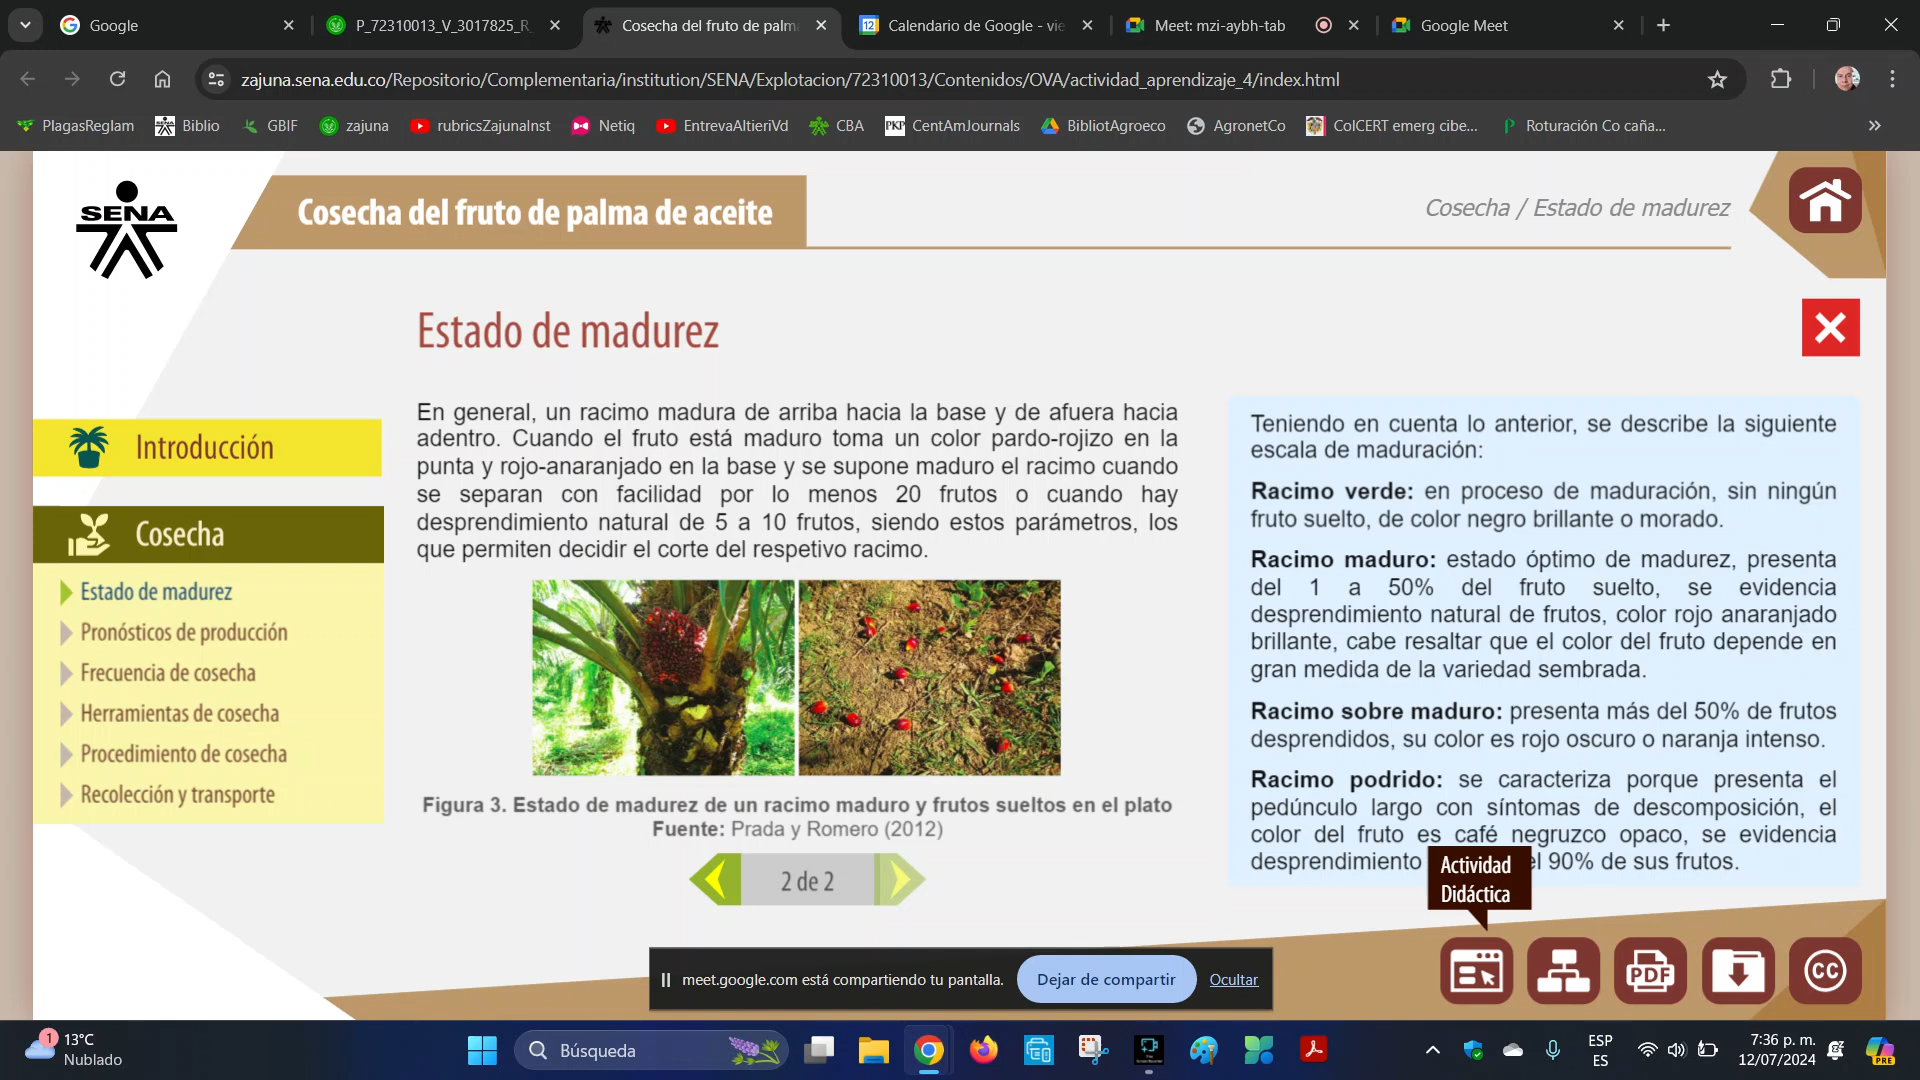 Google
P_72310013_V_3017825_R_
Cosecha del fruto de palma
Calendario de Google - vie
Meet: mzi-aybh-tab
Google Meet
zajuna.sena.edu.co/Repositorio/Complementaria/institution/SENA/Explotacion/72310013/Contenidos/OVA/actividad_aprendizaje_4/index.html
PlagasReglam
Biblio
GBIF
zajuna
rubricsZajunaInst
Netiq
EntrevaAltieriVd
CBA
PKP
CentAmJournals
BibliotAgroeco
AgronetCo
ColCERT emerg cibe...
Roturación Co caña...
SENA
Cosecha del fruto de palma de aceite
Cosecha / Estado de madurez
Introducción
Cosecha
Estado de madurez
Pronósticos de producción
Frecuencia de cosecha
Herramientas de cosecha
Procedimiento de cosecha
Recolección y transporte
Estado de madurez
En general, un racimo madura de arriba hacia la base y de afuera hacia
adentro. Cuando el fruto está maduro toma un color pardo-rojizo en la
punta y rojo-anaranjado en la base y se supone maduro el racimo cuando
se separan con facilidad por lo menos 20 frutos o cuando hay
desprendimiento natural de 5 a 10 frutos, siendo estos parámetros, los
que permiten decidir el corte del respetivo racimo.
Figura 3. Estado de madurez de un racimo maduro y frutos sueltos en el plato
Fuente: Prada y Romero (2012)
2 de 2
Teniendo en cuenta lo anterior, se describe la siguiente
escala de maduración:
Racimo verde: en proceso de maduración, sin ningún
fruto suelto, de color negro brillante o morado.
Racimo maduro: estado óptimo de madurez, presenta
del 1 a 50% del fruto suelto, se evidencia
desprendimiento natural de frutos, color rojo anaranjado
brillante, cabe resaltar que el color del fruto depende en
gran medida de la variedad sembrada.
Racimo sobre maduro: presenta más del 50% de frutos
desprendidos, su color es rojo oscuro o naranja intenso.
Racimo podrido: se caracteriza porque presenta el
pedúnculo largo con síntomas de descomposición, el
color del fruto es café negruzco opaco, se evidencia
desprendimiento el 90% de sus frutos.
Actividad
Didáctica
PDF
CC
meet.google.com está compartiendo tu pantalla.
Dejar de compartir
Ocultar
1
13°C
Nublado
Búsqueda
ESP
ES
7:36 p. m.
12/07/2024
PRE